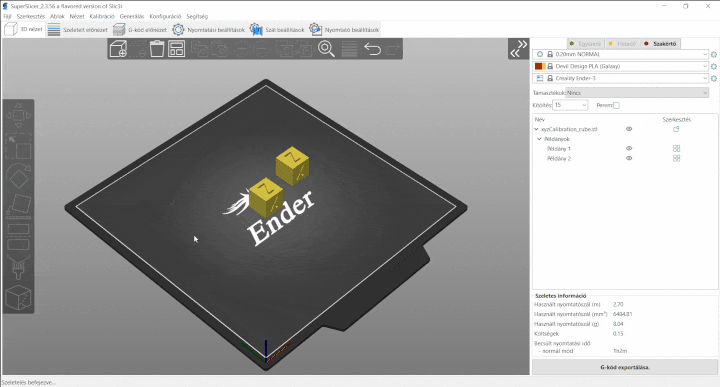 SuperSlicer_2.3.56 a flavored version of Slic3r
Fájl Szerkesztés Ablak Nézet Kalibráció Generálás Konfiguráció Segítség
3D nézet Szeletelt előnézet G-kód előnézet Nyomtatási beállítások Szál beállítások Nyomtató beállítások
Egyszerű Haladó Szakértő
0.20mm NORMAL
Devil Design PLA (Galaxy)
Creality Ender-3
Támasztékok: Nincs
Kitöltés: 15 Perem:
Név Szerkesztés
xyzCalibration_cube.stl
Példányok
Példány 1
Példány 2
Z
Z
Ender
Szeletes információ
Használt nyomtatószál (m) 2.70
Használt nyomtatószál (mm³) 6484.81
Használt nyomtatószál (g) 8.04
Költségek 0.15
Becsült nyomtatási idő:
- normál mód 1h2m
G-kód exportálása.
Szeletelés befejezve...